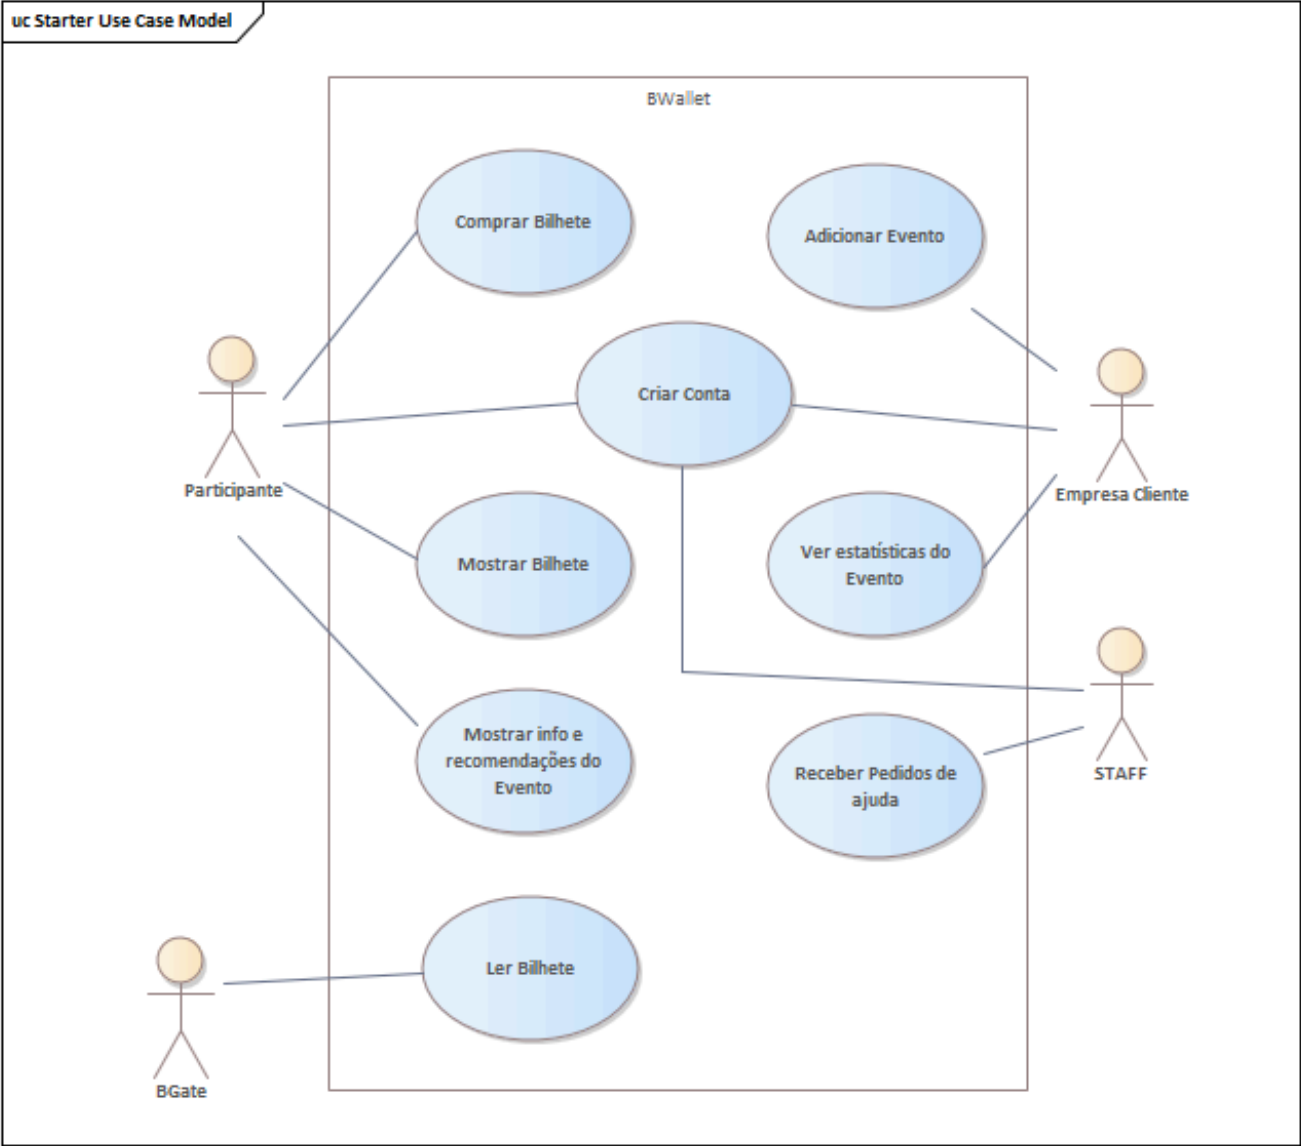 uc Starter Use Case Model
BWallet
Comprar Bilhete
Adicionar Evento
Criar Conta
Participante
Empresa Cliente
Mostrar Bilhete
Ver estatísticas do
Evento
Mostrar info e
recomendações do
Evento
Receber Pedidos de
ajuda
STAFF
Ler Bilhete
BGate